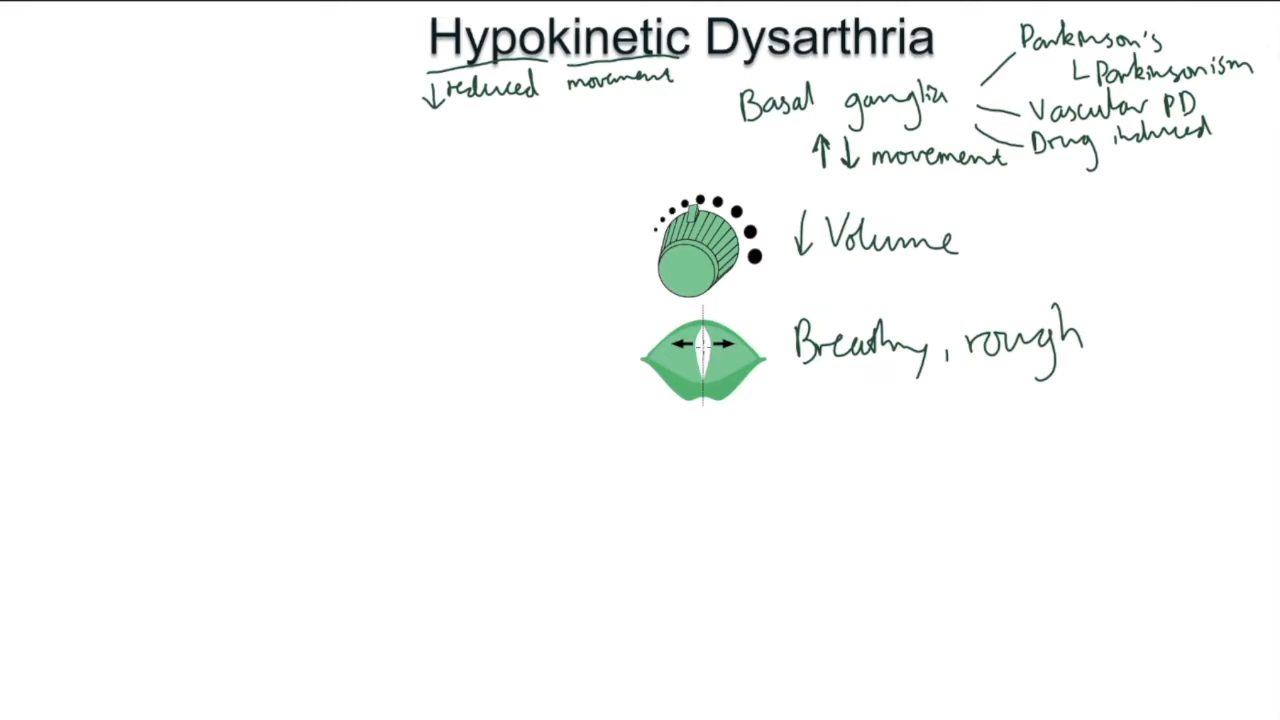 Hypokinetic Dysarthria
↓ reduced movement
Basal ganglia
↑ ↓ movement
Parkinson's
Parkinsonism
Vascular PD
Drug induced
↓ Volume
Breathy, rough